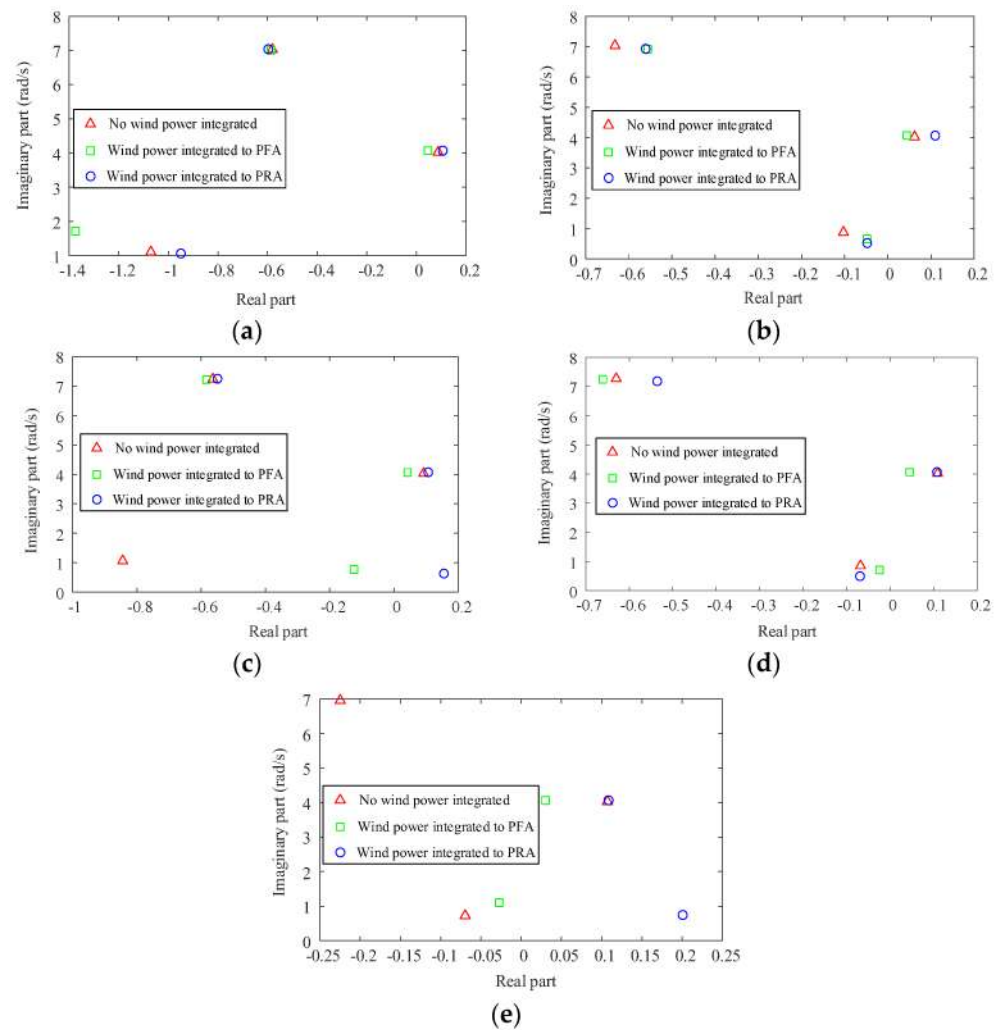 8
7
6
5
4
3
2
1
Imaginary part (rad/s)
No wind power integrated
Wind power integrated to PFA
Wind power integrated to PRA
-1.4 -1.2 -1 -0.8 -0.6 -0.4 -0.2 0 0.2
Real part
(a)
8
7
6
5
4
3
2
1
0
Imaginary part (rad/s)
No wind power integrated
Wind power integrated to PFA
Wind power integrated to PRA
-0.7 -0.6 -0.5 -0.4 -0.3 -0.2 -0.1 0 0.1 0.2
Real part
(b)
8
7
6
5
4
3
2
1
0
Imaginary part (rad/s)
No wind power integrated
Wind power integrated to PFA
Wind power integrated to PRA
-1 -0.8 -0.6 -0.4 -0.2 0 0.2
Real part
(c)
8
7
6
5
4
3
2
1
0
Imaginary part (rad/s)
No wind power integrated
Wind power integrated to PFA
Wind power integrated to PRA
-0.7 -0.6 -0.5 -0.4 -0.3 -0.2 -0.1 0 0.1 0.2
Real part
(d)
7
6
5
4
3
2
1
0
Imaginary part (rad/s)
No wind power integrated
Wind power integrated to PFA
Wind power integrated to PRA
-0.25 -0.2 -0.15 -0.1 -0.05 0 0.05 0.1 0.15 0.2 0.25
Real part
(e)